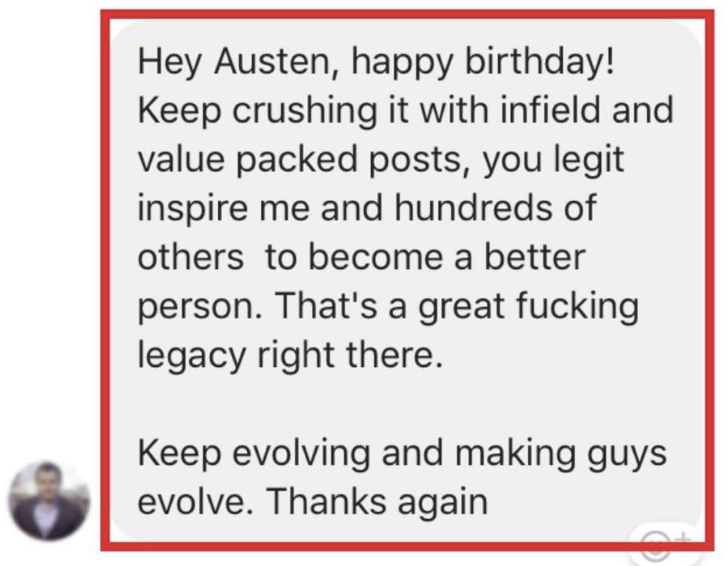 Hey Austen, happy birthday!
Keep crushing it with infield and
value packed posts, you legit
inspire me and hundreds of
others  to become a better
person. That's a great fucking
legacy right there.
Keep evolving and making guys
evolve. Thanks again